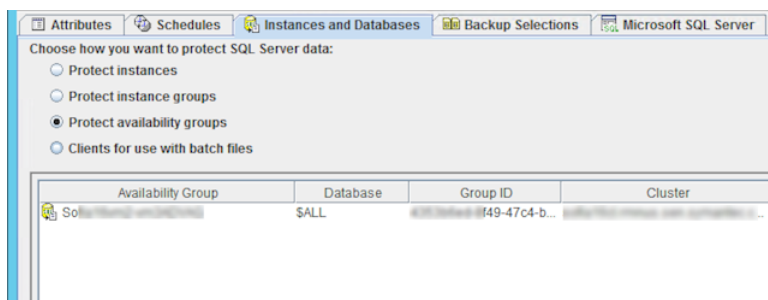 Attributes Schedules Instances and Databases Backup Selections Microsoft SQL Server
Choose how you want to protect SQL Server data:
Protect instances
Protect instance groups
Protect availability groups
Clients for use with batch files
Availability Group Database Group ID Cluster
$ALL 9f49-47c4-b...